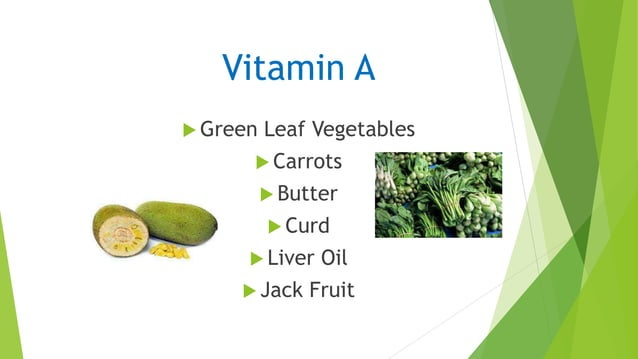 Vitamin A
Green Leaf Vegetables
Carrots
Butter
Curd
Liver Oil
Jack Fruit